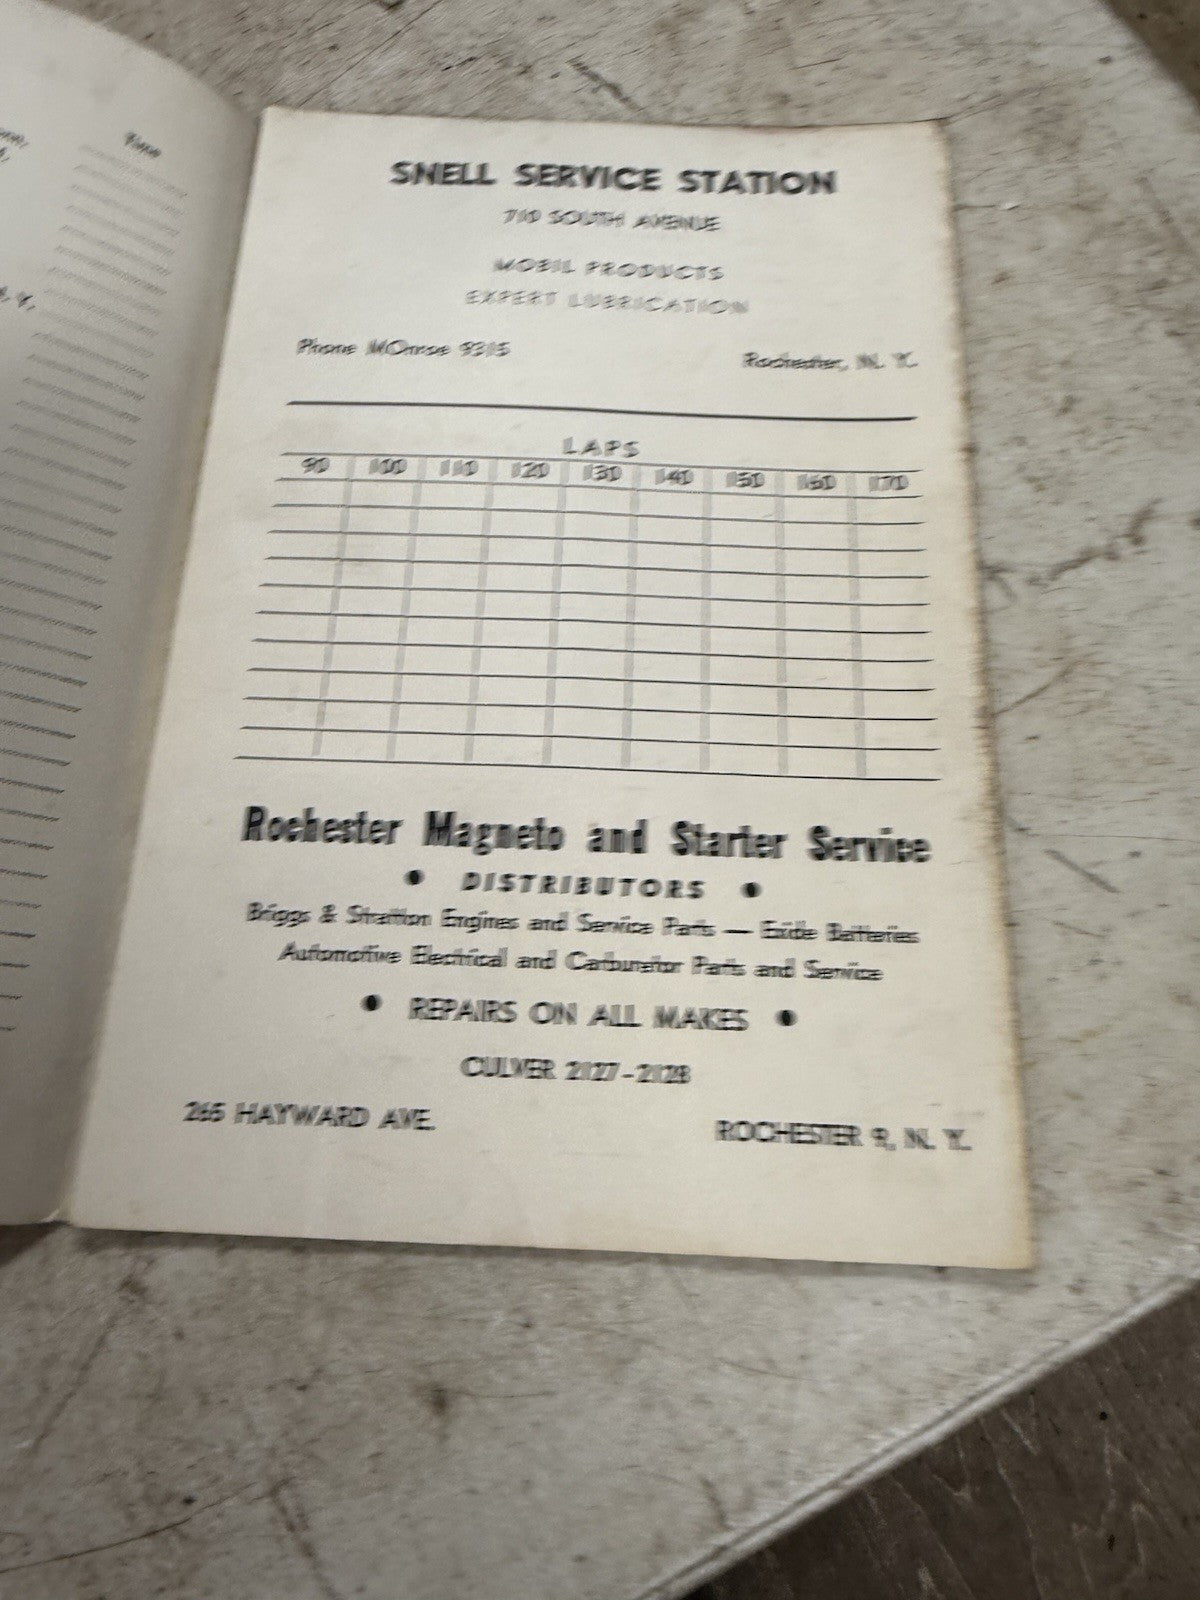 Time
N. Y.
SNELL SERVICE STATION
710 SOUTH AVENUE
MOBIL PRODUCTS
EXPERT LUBRICATION
Phone MOnroe 9315
Rochester, N. Y.
LAPS
90 100 110 120 130 140 150 160 170
Rochester Magneto and Starter Service
• DISTRIBUTORS •
Briggs & Stratton Engines and Service Parts — Exide Batteries
Automotive Electrical and Carburetor Parts and Service
• REPAIRS ON ALL MAKES •
CULVER 2127-2128
265 HAYWARD AVE.
ROCHESTER 9, N. Y.